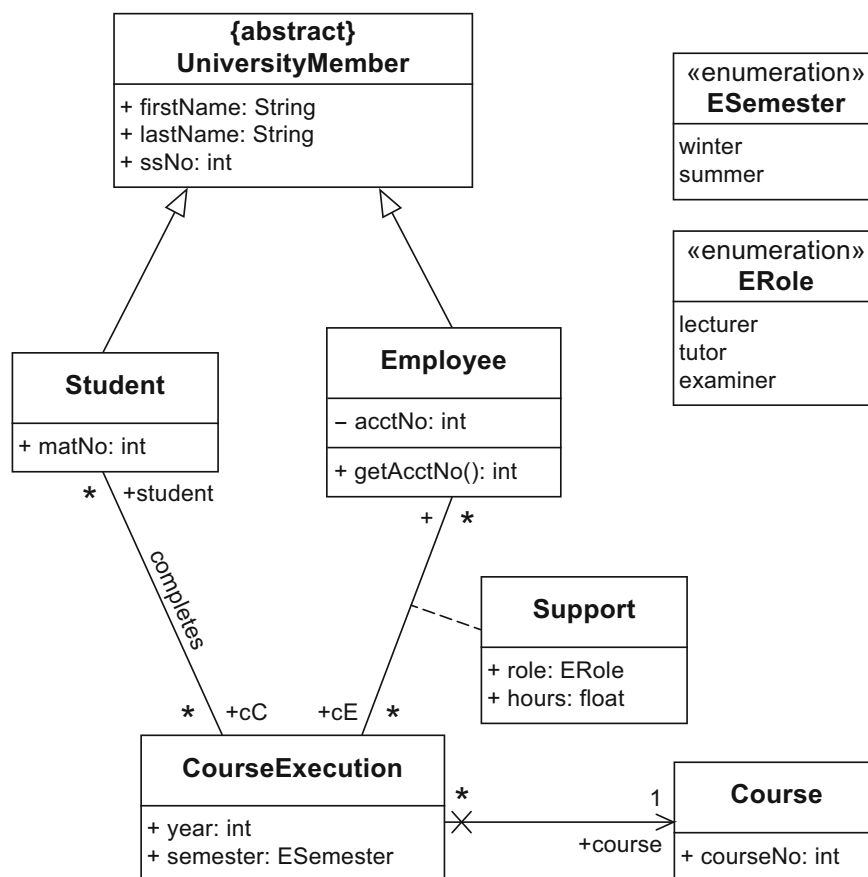 {abstract}
UniversityMember
+ firstName: String
+ lastName: String
+ ssNo: int
«enumeration»
ESemester
winter
summer
«enumeration»
ERole
lecturer
tutor
examiner
Student
+ matNo: int
Employee
– acctNo: int
+ getAcctNo(): int
* +student
+ *
completes
Support
+ role: ERole
+ hours: float
* +cC
+cE *
CourseExecution
+ year: int
+ semester: ESemester
* 1
+course
Course
+ courseNo: int